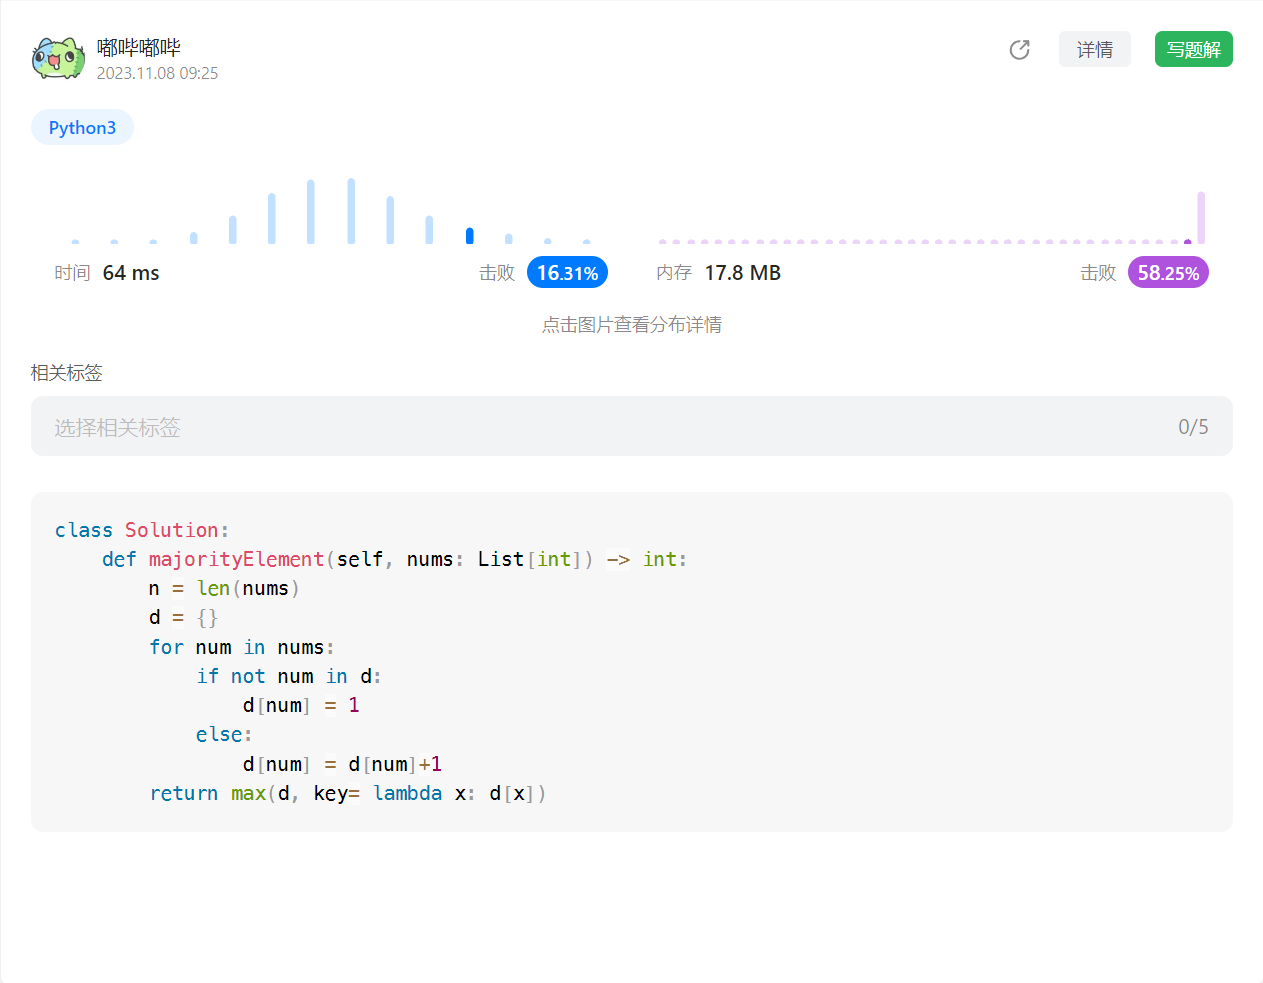 嘟哔嘟哔
2023.11.08 09:25
详情
写题解
Python3
时间 64 ms 击败 16.31% 内存 17.8 MB 击败 58.25%
点击图片查看分布详情
相关标签
选择相关标签 0/5
class Solution:
    def majorityElement(self, nums: List[int]) -> int:
        n = len(nums)
        d = {}
        for num in nums:
            if not num in d:
                d[num] = 1
            else:
                d[num] = d[num]+1
        return max(d, key= lambda x: d[x])